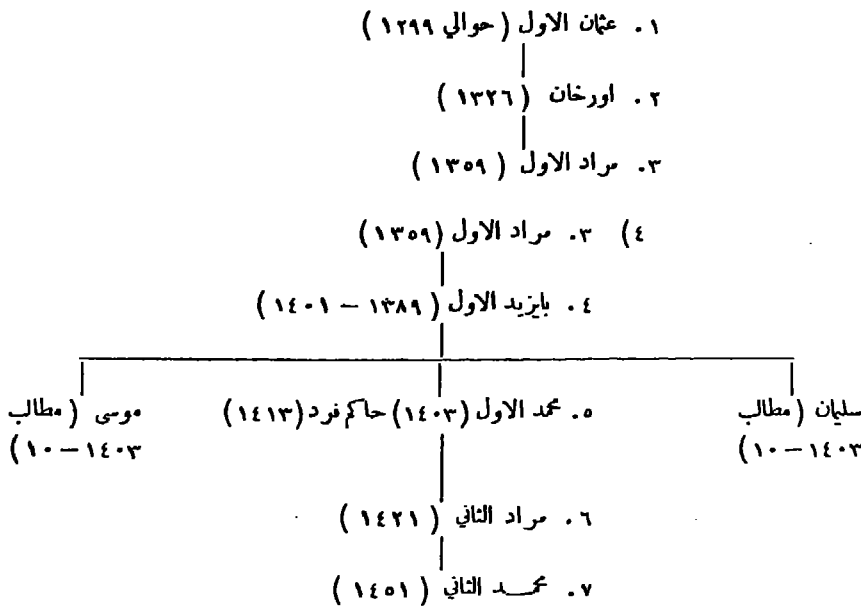 ١. عثمان الاول (حوالي ١٢٩٩)
٢. اورخان (١٣٢٦)
٣. مراد الاول (١٣٥٩)
٤) ٣. مراد الاول (١٣٥٩)
٤. بايزيد الاول (١٣٨٩ – ١٤٠١)
سليمان (مطالب ١٤٠٣ – ١٠)
٥. محمد الاول (١٤٠٣) حاكم فرد (١٤١٣)
موسى (مطالب ١٤٠٣ – ١٠)
٦. مراد الثاني (١٤٢١)
٧. محمد الثاني (١٤٥١)